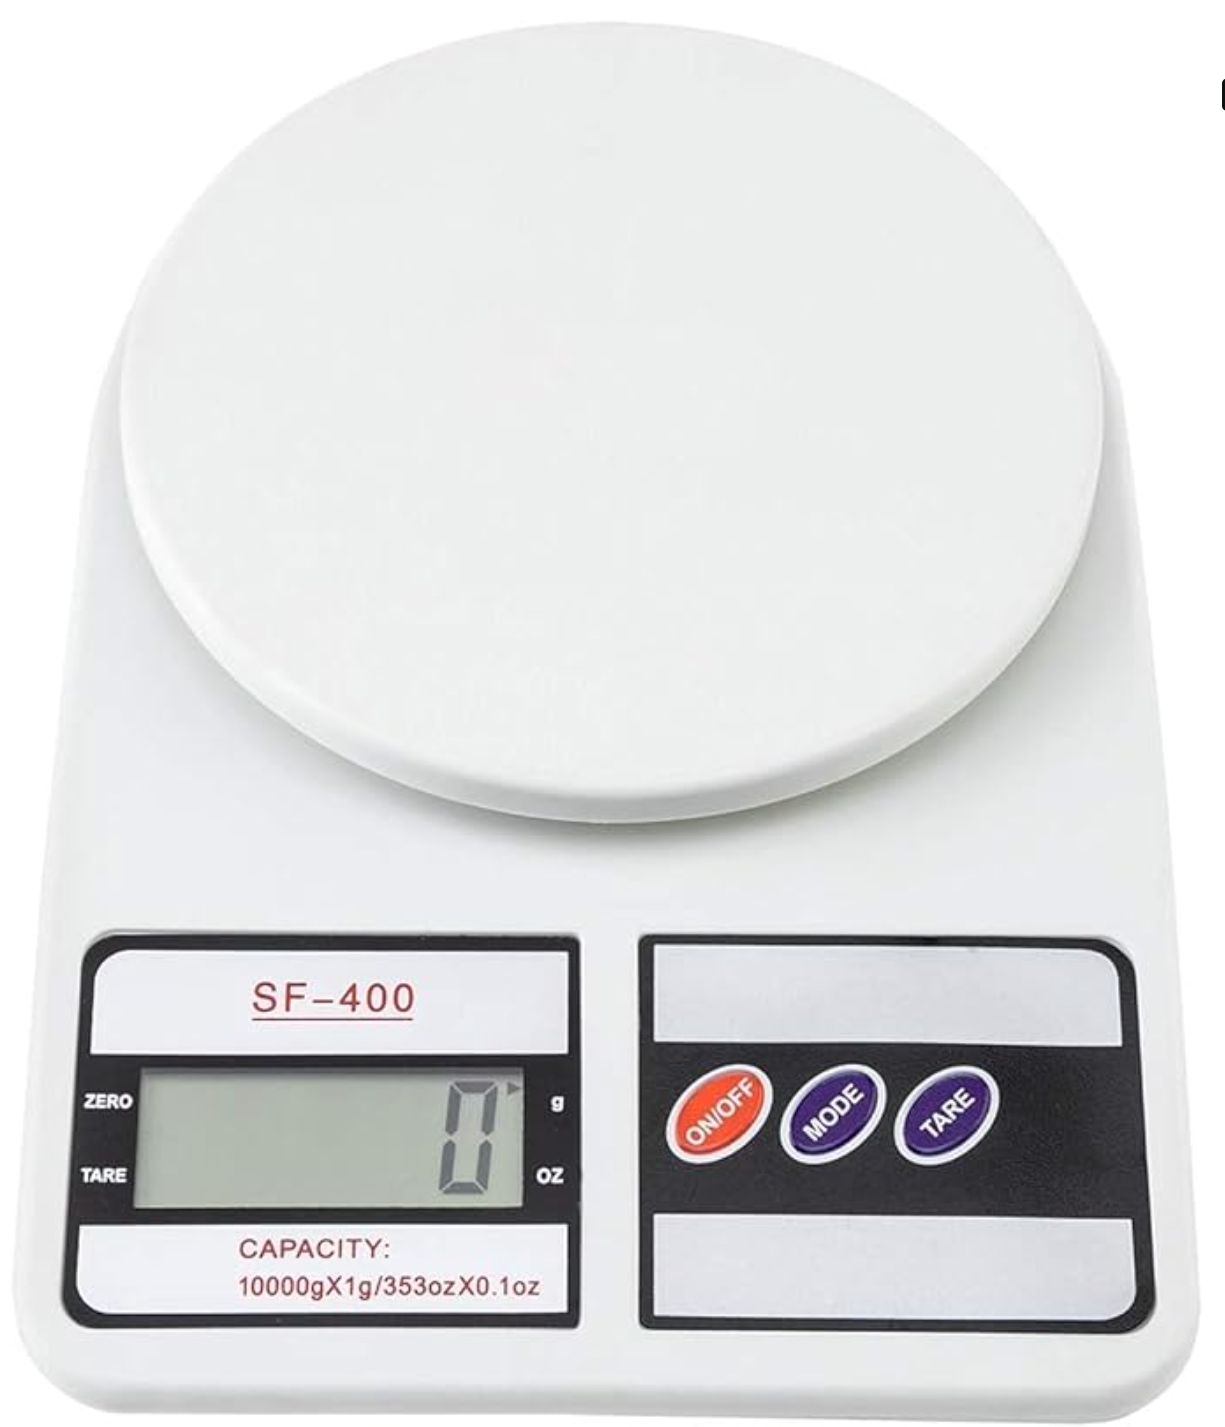 SF-400
ZERO
0
g
TARE
OZ
CAPACITY:
10000gX1g/353ozX0.1oz
ON/OFF
MODE
TARE